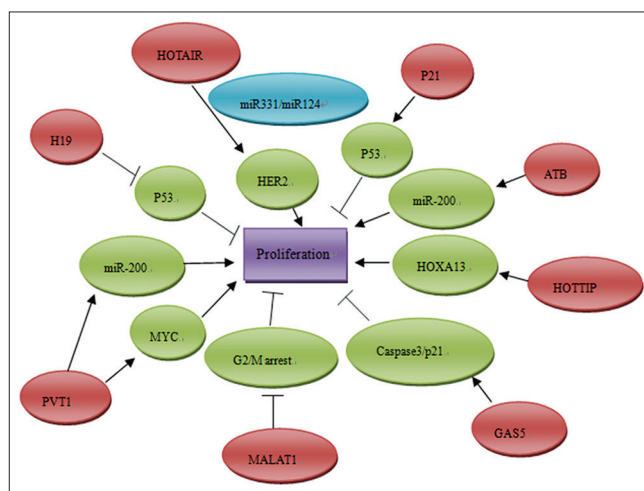 HOTAIR
P21
miR331/miR124
H19
P53
P53
HER2
miR-200
ATB
Proliferation
miR-200
HOXA13
HOTTIP
MYC
G2/M arrest
Caspase3/p21
PVT1
MALAT1
GAS5